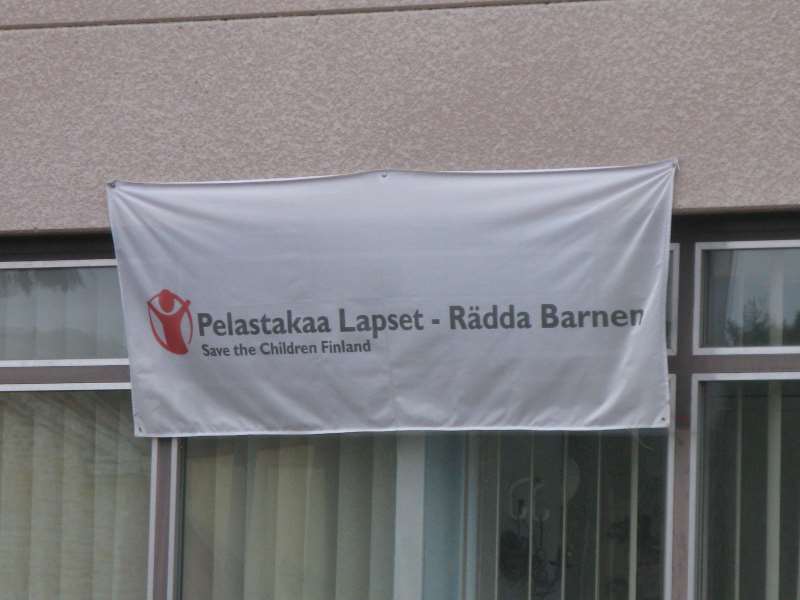 Pelastakaa Lapset - Rädda Barnen
Save the Children Finland